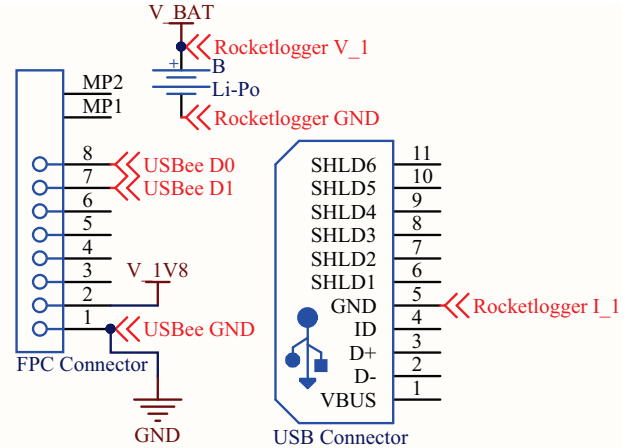 V_BAT
Rocketlogger V_1
+
B
Li-Po
Rocketlogger GND
MP2
MP1
8
USBee D0
7
USBee D1
6
5
4
3
V_1V8
2
1
USBee GND
FPC Connector
GND
SHLD6
11
SHLD5
10
SHLD4
9
SHLD3
8
SHLD2
7
SHLD1
6
GND
5
Rocketlogger I_1
ID
4
D+
3
D-
2
VBUS
1
USB Connector